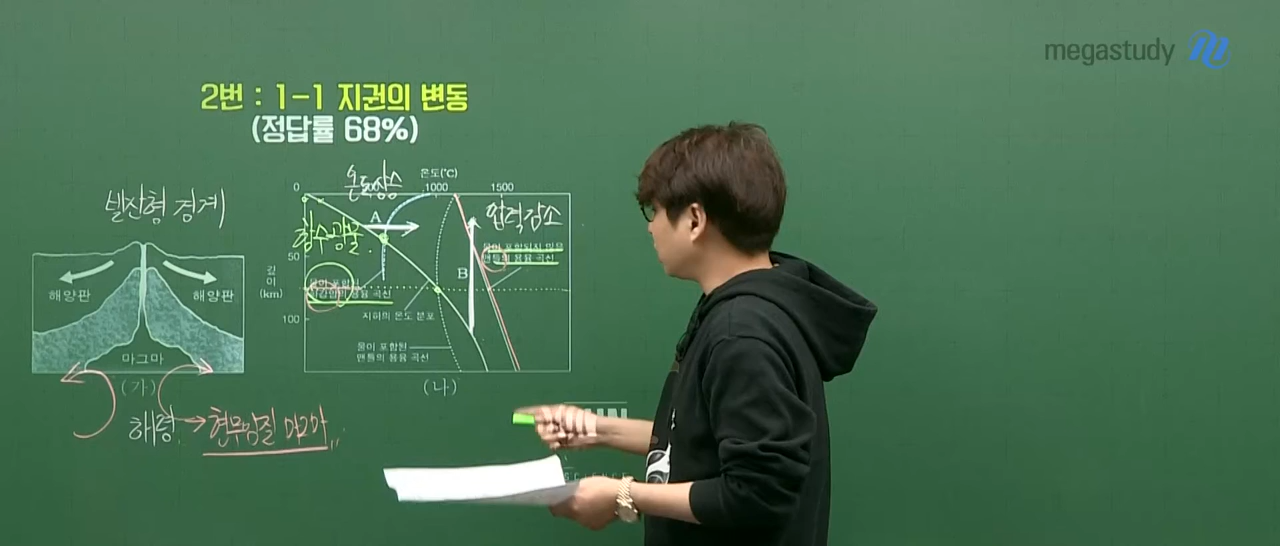 megastudy
2번 : 1-1 지권의 변동
(정답률 68%)
발산형 경계
해양판
해양판
마그마
(가)
해령 → 현무암질 마그마
온도상승
온도(℃)
0
1000
1500
A
압력감소
함수광물
물이 포함되지 않은
맨틀의 용융 곡선
50
깊이
(km)
B
물이 포함된
화강암의 용융 곡선
지하의 온도 분포
100
물이 포함된
맨틀의 용융 곡선
(나)